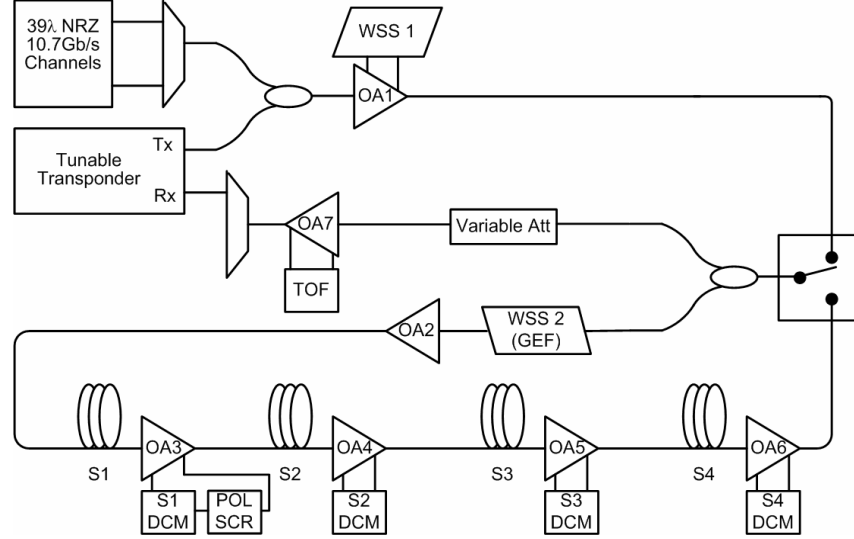 39λ NRZ
10.7Gb/s
Channels
WSS 1
OA1
Tx
Tunable
Transponder
Rx
OA7
Variable Att
TOF
OA2
WSS 2
(GEF)
OA3
OA4
OA5
OA6
S1
S2
S3
S4
S1
DCM
POL
SCR
S2
DCM
S3
DCM
S4
DCM